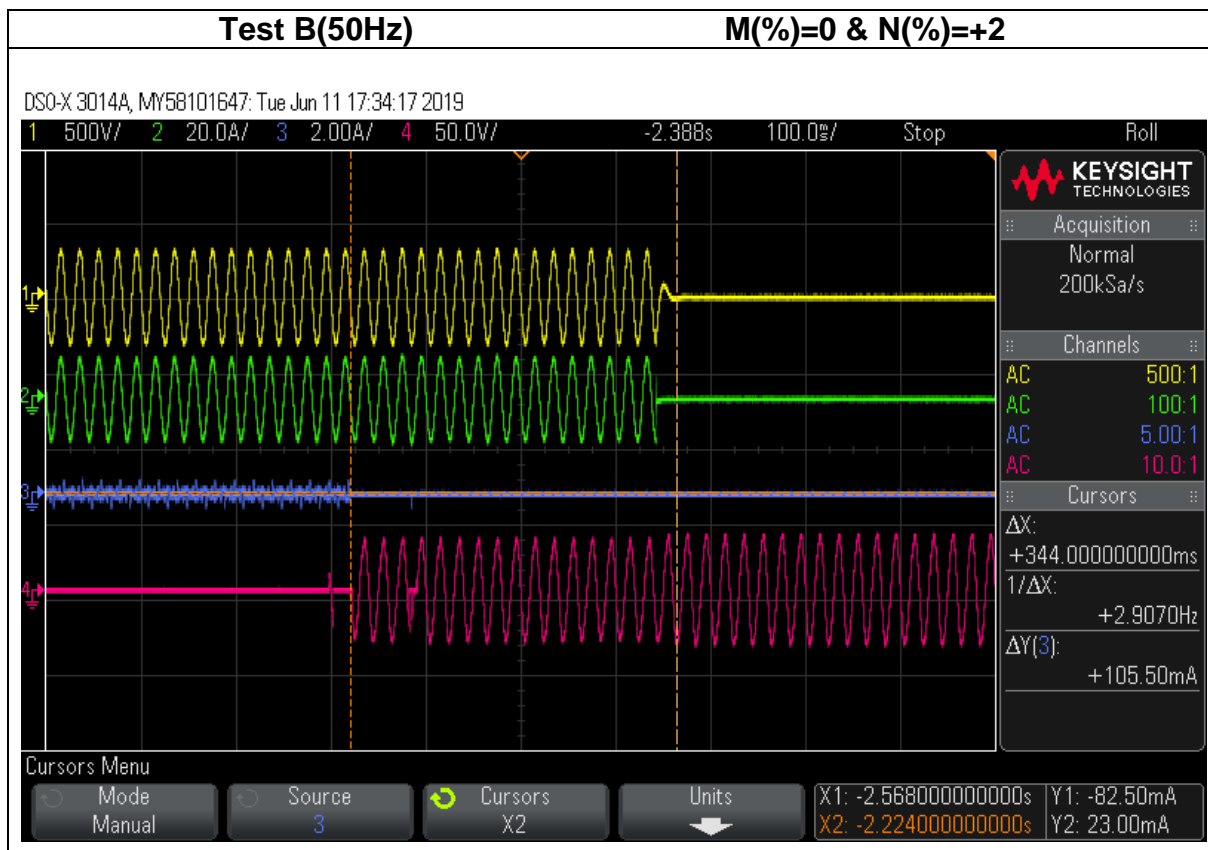 Test B(50Hz) M(%)=0 & N(%)=+2
DSO-X 3014A, MY58101647: Tue Jun 11 17:34:17 2019
1 500V/ 2 20.0A/ 3 2.00A/ 4 50.0V/ -2.388s 100.0ms/ Stop Roll
KEYSIGHT
TECHNOLOGIES
Acquisition
Normal
200kSa/s
Channels
AC 500:1
AC 100:1
AC 5.00:1
AC 10.0:1
Cursors
ΔX:
+344.000000000ms
1/ΔX:
+2.9070Hz
ΔY(3):
+105.50mA
1
2
3
4
Cursors Menu
Mode
Manual
Source
3
Cursors
X2
Units
X1: -2.568000000000s Y1: -82.50mA
X2: -2.224000000000s Y2: 23.00mA